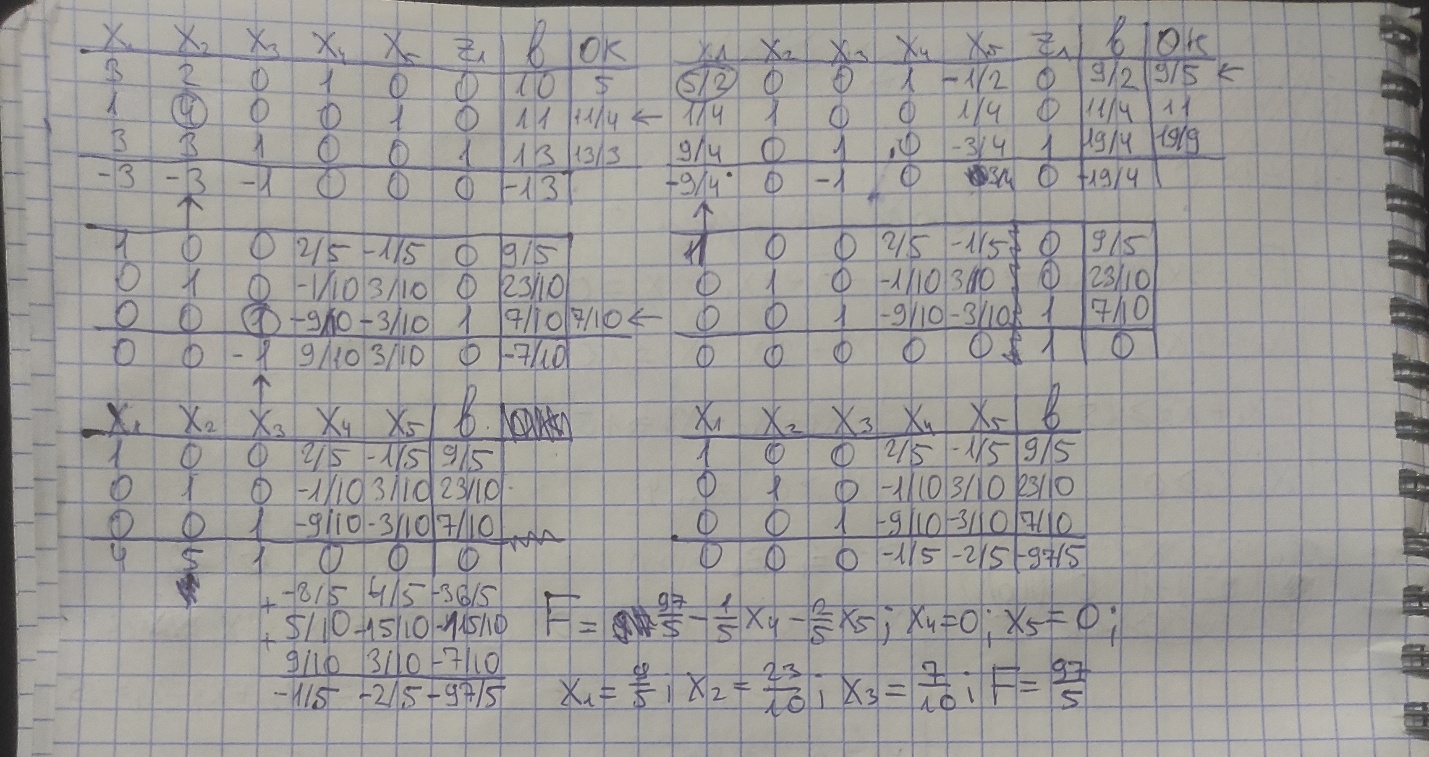 x₁ x₂ x₃ x₄ x₅ z₁ b OK
3 2 0 1 0 0 10 5
1 4 0 0 1 0 11 11/4 ←
3 3 1 0 0 1 13 13/3
-3 -3 -1 0 0 0 -13
↑
x₁ x₂ x₃ x₄ x₅ z₁ b OK
5/2 0 0 1 -1/2 0 9/2 9/5 ←
1/4 1 0 0 1/4 0 11/4 11
9/4 0 1 0 -3/4 1 19/4 19/9
-9/4 0 -1 0 3/4 0 -19/4
↑
1 0 0 2/5 -1/5 0 9/5
0 1 0 -1/10 3/10 0 23/10
0 0 1 -9/10 -3/10 1 7/10 7/10 ←
0 0 -1 9/10 3/10 0 -7/10
↑
1 0 0 2/5 -1/5 0 9/5
0 1 0 -1/10 3/10 0 23/10
0 0 1 -9/10 -3/10 1 7/10
0 0 0 0 0 1 0
x₁ x₂ x₃ x₄ x₅ b
1 0 0 2/5 -1/5 9/5
0 1 0 -1/10 3/10 23/10
0 0 1 -9/10 -3/10 7/10
4 5 1 0 0 0
+ -8/5 4/5 -36/5
+ 5/10 -15/10 -115/10
9/10 3/10 -7/10
-1/5 -2/5 -97/5
x₁ x₂ x₃ x₄ x₅ b
1 0 0 2/5 -1/5 9/5
0 1 0 -1/10 3/10 23/10
0 0 1 -9/10 -3/10 7/10
0 0 0 -1/5 -2/5 -97/5
F = 97/5 - 1/5 x₄ - 2/5 x₅; x₄=0; x₅=0;
x₁ = 9/5; x₂ = 23/10; x₃ = 7/10; F = 97/5